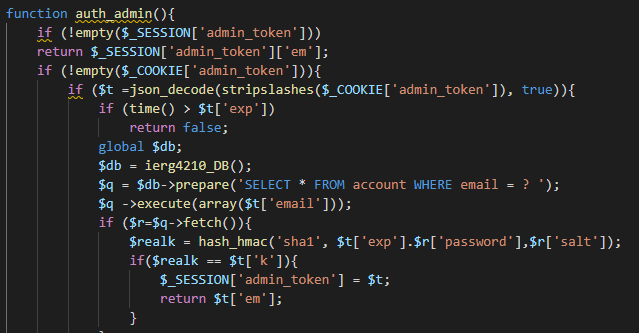 function auth_admin(){
if (!empty($_SESSION['admin_token']))
return $_SESSION['admin_token']['em'];
if (!empty($_COOKIE['admin_token'])){
if ($t =json_decode(stripslashes($_COOKIE['admin_token']), true)){
if (time() > $t['exp'])
return false;
global $db;
$db = ierg4210_DB();
$q = $db->prepare('SELECT * FROM account WHERE email = ? ');
$q ->execute(array($t['email']));
if ($r=$q->fetch()){
$realk = hash_hmac('sha1', $t['exp'].$r['password'],$r['salt']);
if($realk == $t['k']){
$_SESSION['admin_token'] = $t;
return $t['em'];
}